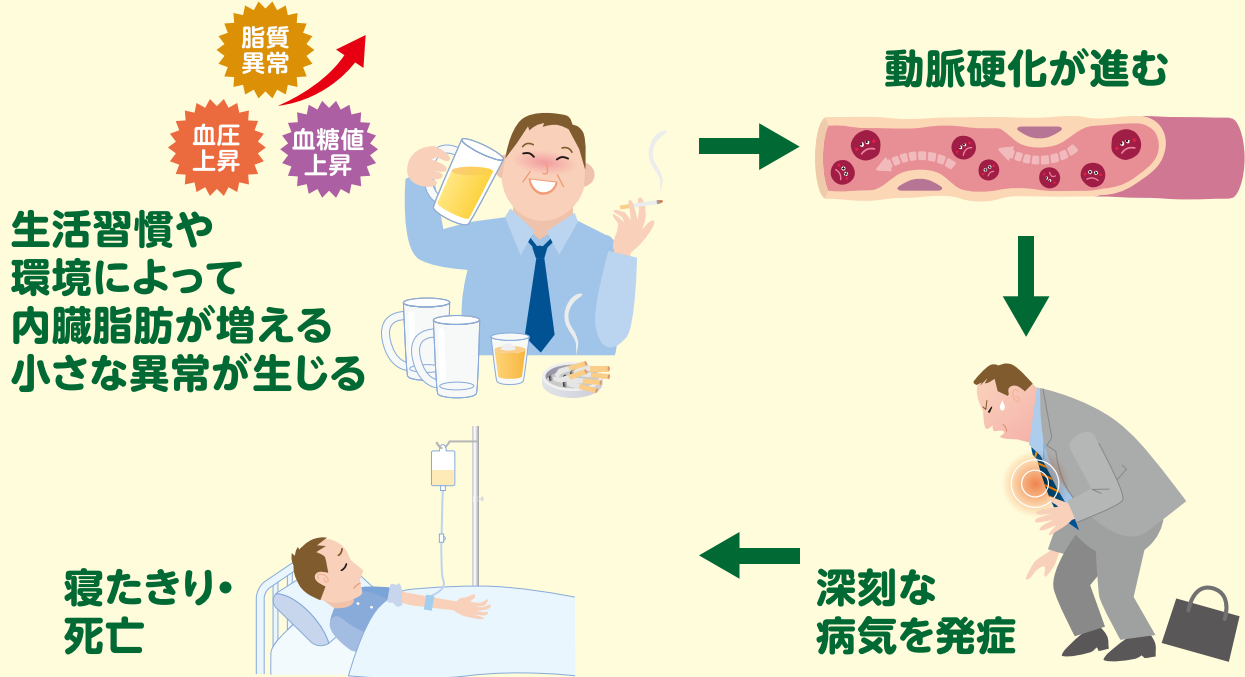 脂質
異常
血圧
上昇
血糖値
上昇
生活習慣や
環境によって
内臓脂肪が増える
小さな異常が生じる
動脈硬化が進む
深刻な
病気を発症
寝たきり・
死亡